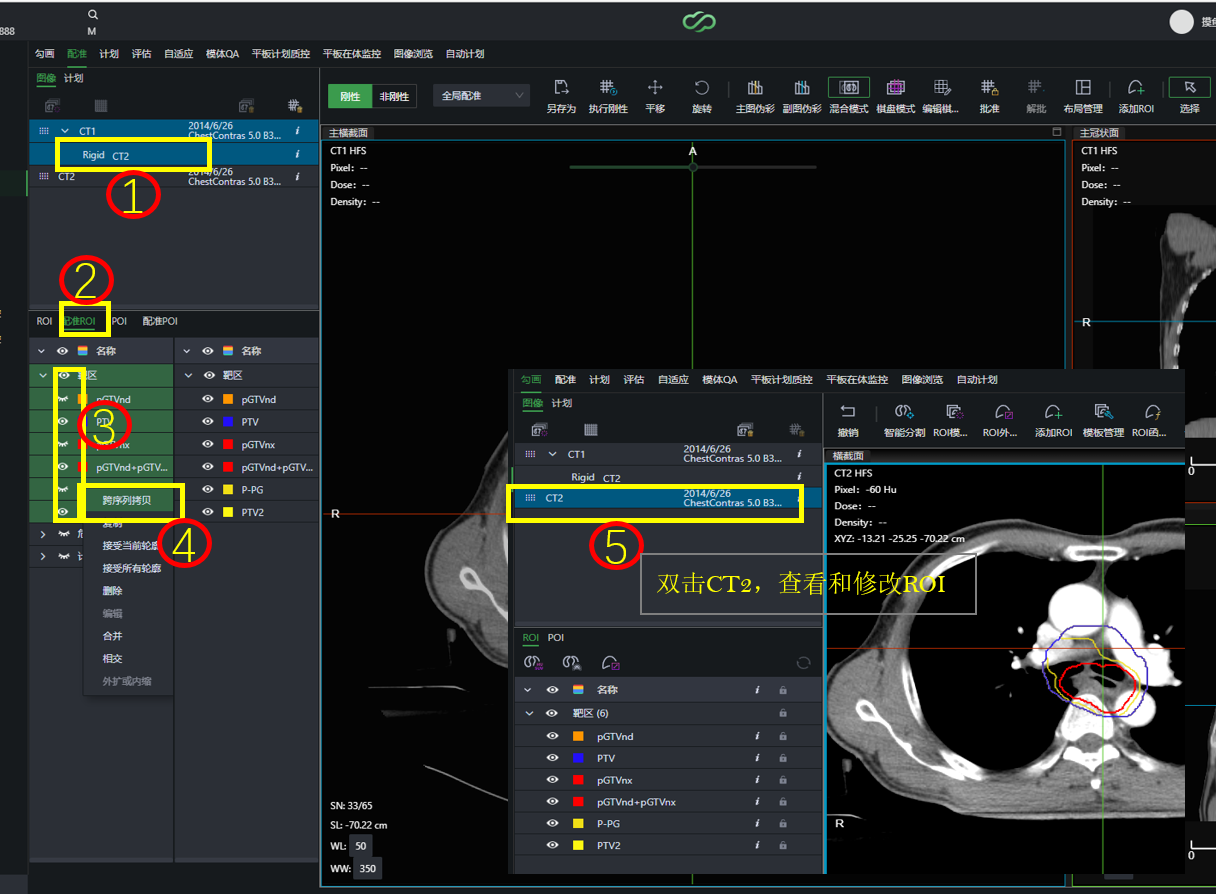 888
M
摸鱼
勾画 配准 计划 评估 自适应 模体QA 平板计划质控 平板在体监控 图像浏览 自动计划
图像 计划
刚性 非刚性 全局配准
另存为 执行刚性 平移 旋转 主图伪彩 副图伪彩 混合模式 棋盘模式 编辑棋... 批准 解批 布局管理 添加ROI 选择
CT1 2014/6/26 ChestContras 5.0 B3... i
Rigid CT2 i
CT2 2014/6/26 ChestContras 5.0 B3... i
①
②
ROI 配准ROI POI 配准POI
名称 名称
靶区 靶区
pGTVnd pGTVnd
PTV PTV
pGTVnx pGTVnx
pGTVnd+pGTV... pGTVnd+pGTV...
P-PG
PTV2
③
④
跨序列拷贝
复制
接受当前轮廓
接受所有轮廓
删除
编辑
合并
相交
外扩或内缩
主横截面
CT1 HFS
Pixel: --
Dose: --
Density: --
A
R
SN: 33/65
SL: -70.22 cm
WL: 50
WW: 350
主冠状面
CT1 HFS
Pixel: --
Dose: --
Density: --
R
L
0
L
0
勾画 配准 计划 评估 自适应 模体QA 平板计划质控 平板在体监控 图像浏览 自动计划
图像 计划
撤销 智能分割 ROI模... ROI外... 添加ROI 模板管理 ROI函...
CT1 2014/6/26 ChestContras 5.0 B3... i
Rigid CT2 i
CT2 2014/6/26 ChestContras 5.0 B3...
⑤
双击CT2，查看和修改ROI
ROI POI
名称 i
靶区 (6)
pGTVnd i
PTV i
pGTVnx i
pGTVnd+pGTVnx i
P-PG i
PTV2 i
横截面
CT2 HFS
Pixel: -60 Hu
Dose: --
Density: --
XYZ: -13.21 -25.25 -70.22 cm
R